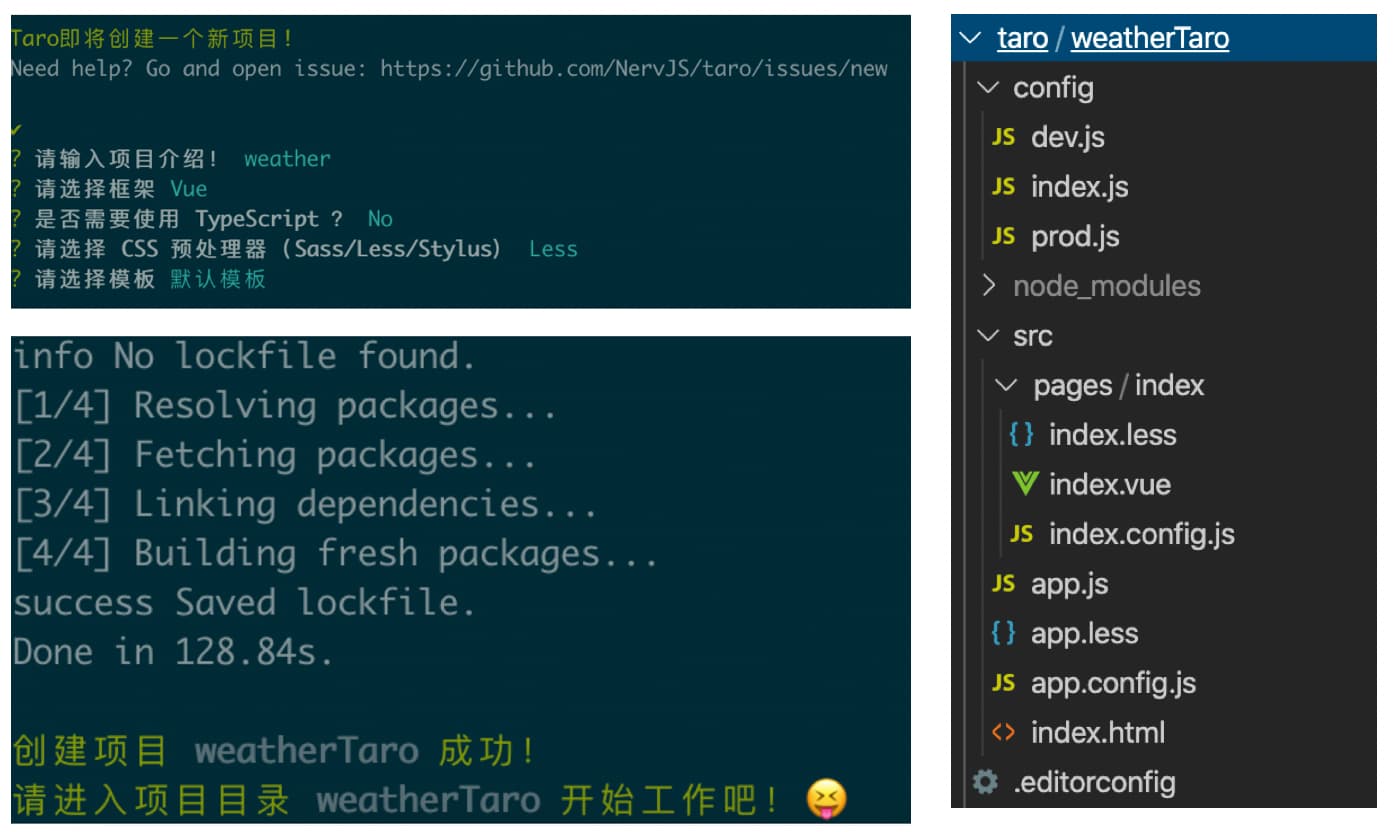 Taro即将创建一个新项目!
Need help? Go and open issue: https://github.com/NervJS/taro/issues/new
✔
? 请输入项目介绍! weather
? 请选择框架 Vue
? 是否需要使用 TypeScript ? No
? 请选择 CSS 预处理器(Sass/Less/Stylus) Less
? 请选择模板 默认模板
info No lockfile found.
[1/4] Resolving packages...
[2/4] Fetching packages...
[3/4] Linking dependencies...
[4/4] Building fresh packages...
success Saved lockfile.
Done in 128.84s.
创建项目 weatherTaro 成功!
请进入项目目录 weatherTaro 开始工作吧! 😝
taro / weatherTaro
config
JS dev.js
JS index.js
JS prod.js
node_modules
src
pages / index
{} index.less
index.vue
JS index.config.js
JS app.js
{} app.less
JS app.config.js
<> index.html
.editorconfig